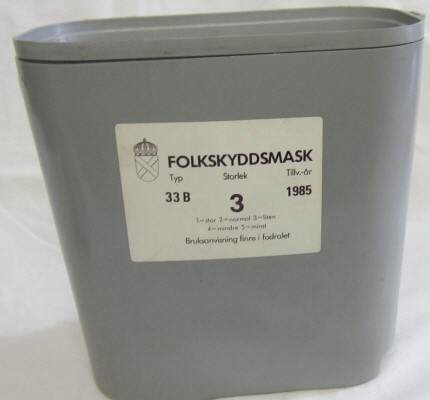 FOLKSKYDDSMASK
Typ Storlek Tillv.-år
33 B 3 1985
1=stor 2=normal 3=liten
4=mindre 5=minst
Bruksanvisning finns i fodralet